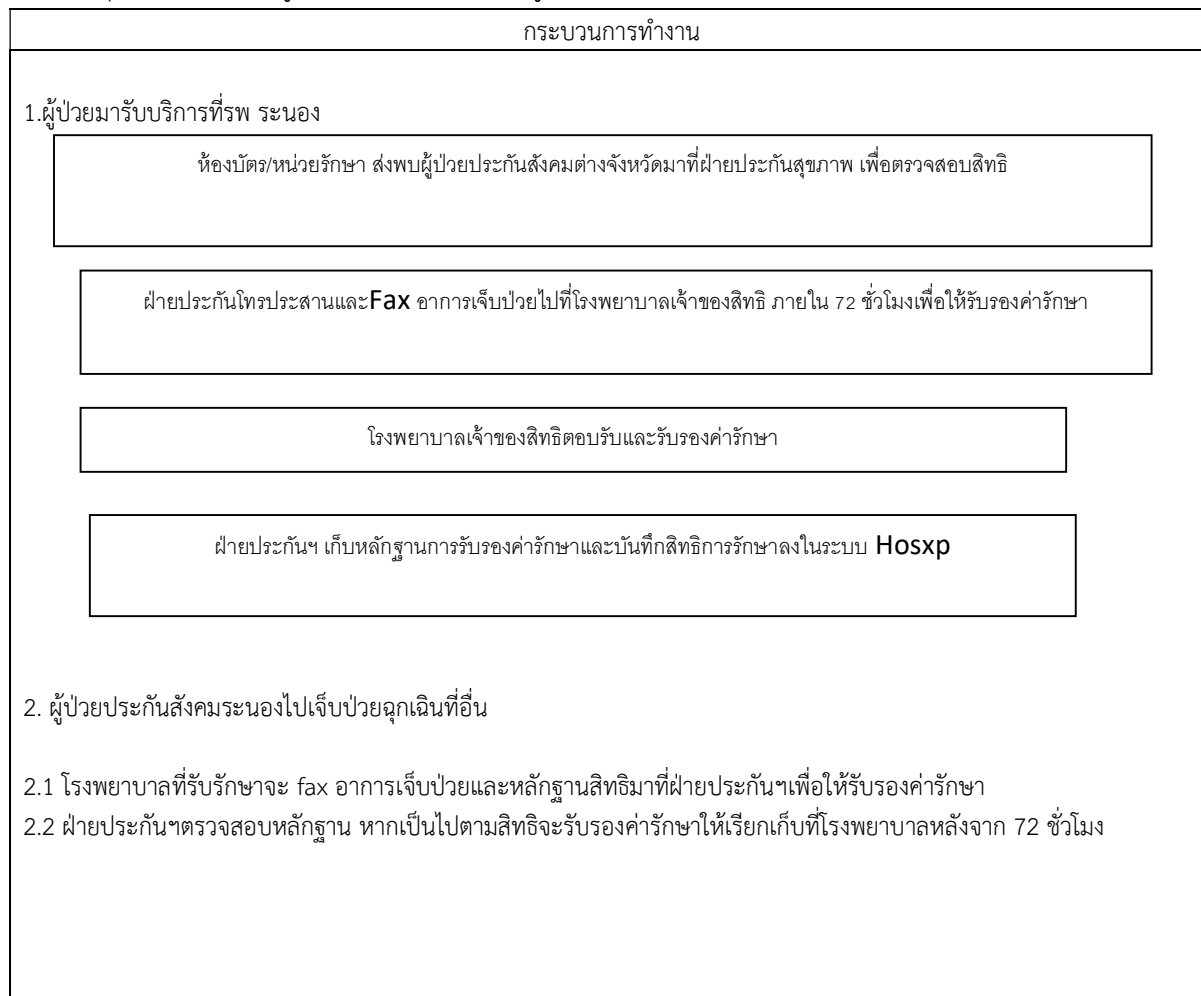 กระบวนการทำงาน
1.ผู้ป่วยมารับบริการที่รพ ระนอง
ห้องบัตร/หน่วยรักษา ส่งพบผู้ป่วยประกันสังคมต่างจังหวัดมาที่ฝ่ายประกันสุขภาพ เพื่อตรวจสอบสิทธิ
ฝ่ายประกันโทรประสานและFax อาการเจ็บป่วยไปที่โรงพยาบาลเจ้าของสิทธิ ภายใน 72 ชั่วโมงเพื่อให้รับรองค่ารักษา
โรงพยาบาลเจ้าของสิทธิตอบรับและรับรองค่ารักษา
ฝ่ายประกันฯ เก็บหลักฐานการรับรองค่ารักษาและบันทึกสิทธิการรักษาลงในระบบ Hosxp
2. ผู้ป่วยประกันสังคมระนองไปเจ็บป่วยฉุกเฉินที่อื่น
2.1 โรงพยาบาลที่รับรักษาจะ fax อาการเจ็บป่วยและหลักฐานสิทธิมาที่ฝ่ายประกันฯเพื่อให้รับรองค่ารักษา
2.2 ฝ่ายประกันฯตรวจสอบหลักฐาน หากเป็นไปตามสิทธิจะรับรองค่ารักษาให้เรียกเก็บที่โรงพยาบาลหลังจาก 72 ชั่วโมง